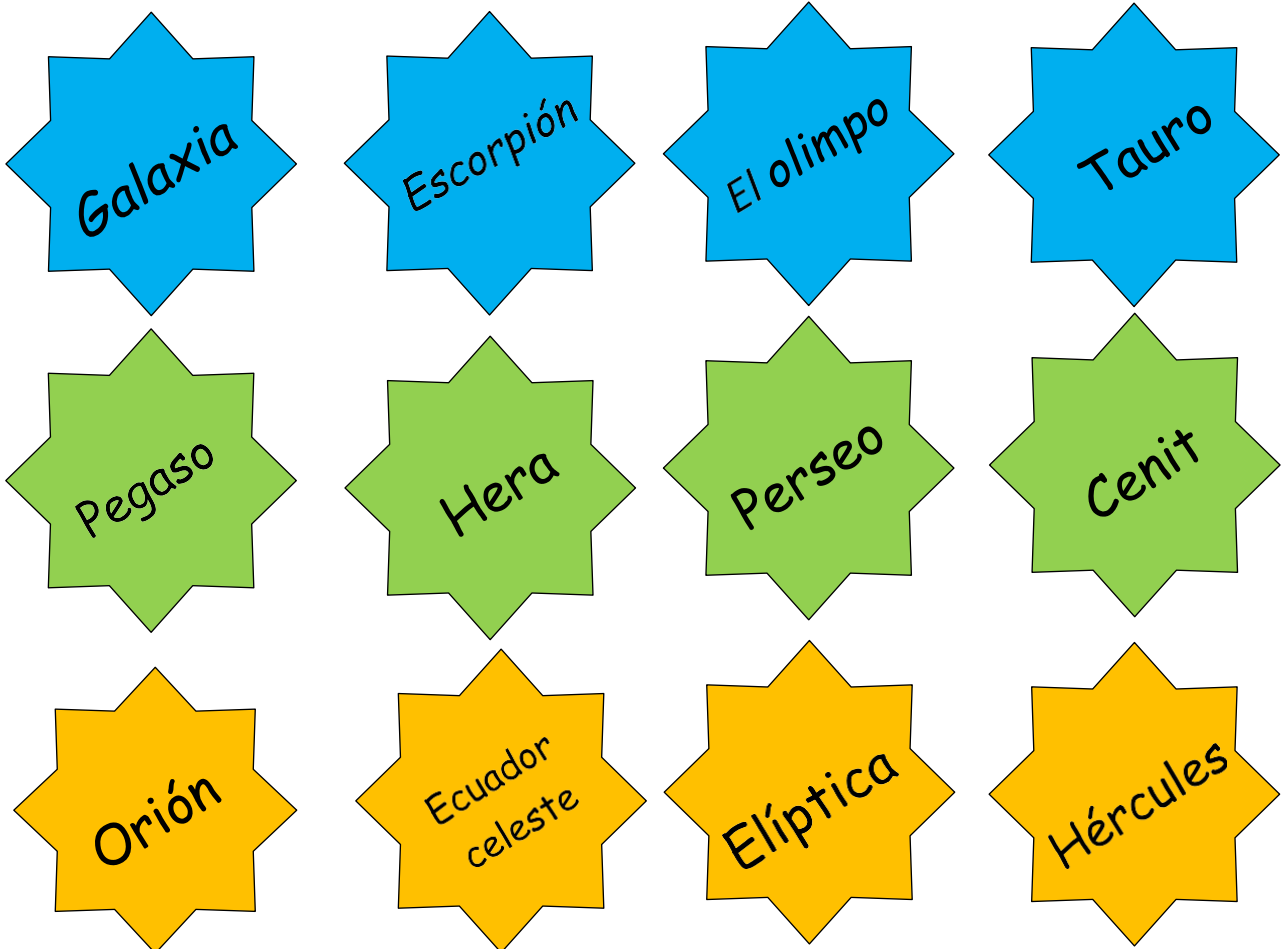 Galaxia
Escorpión
El olimpo
Tauro
Pegaso
Hera
Perseo
Cenit
Orión
Ecuador
celeste
Elíptica
Hércules